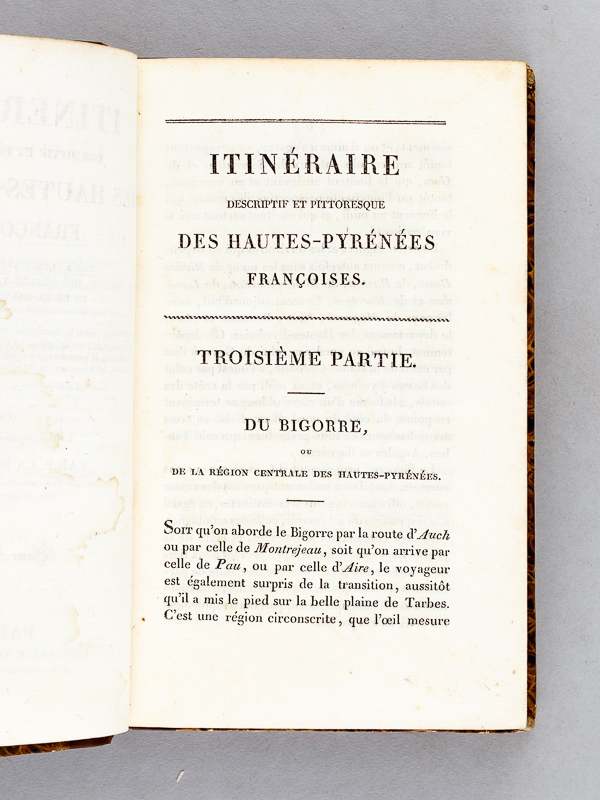 ITINÉRAIRE
DESCRIPTIF ET PITTORESQUE
DES HAUTES-PYRÉNÉES
FRANÇOISES.
TROISIÈME PARTIE.
DU BIGORRE,
OU
DE LA RÉGION CENTRALE DES HAUTES-PYRÉNÉES.
SOIT qu'on aborde le Bigorre par la route d'Auch
ou par celle de Montrejeau, soit qu'on arrive par
celle de Pau, ou par celle d'Aire, le voyageur
est également surpris de la transition, aussitôt
qu'il a mis le pied sur la belle plaine de Tarbes.
C'est une région circonscrite, que l'œil mesure